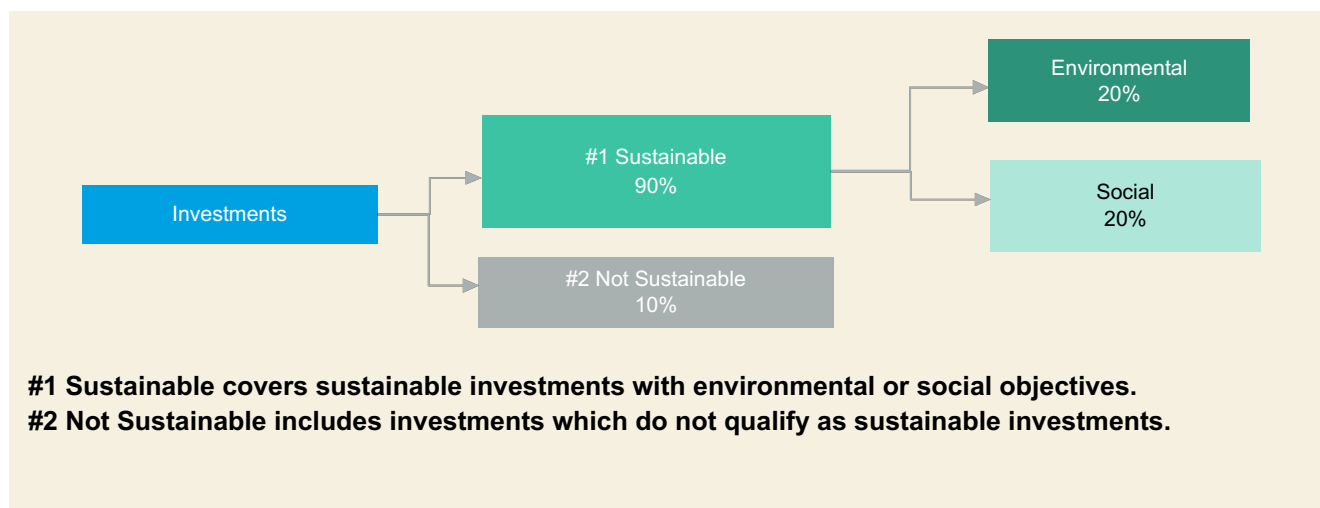 Investments
#1 Sustainable
90%
#2 Not Sustainable
10%
Environmental
20%
Social
20%
#1 Sustainable covers sustainable investments with environmental or social objectives.
#2 Not Sustainable includes investments which do not qualify as sustainable investments.